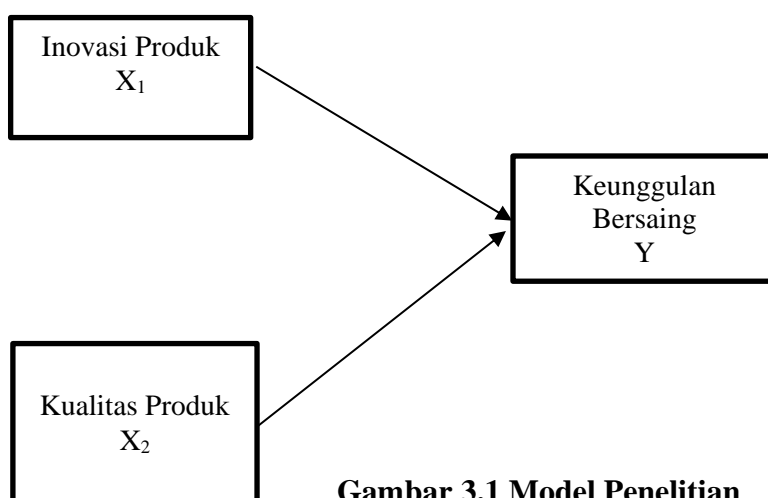 Inovasi Produk
X₁
Keunggulan
Bersaing
Y
Kualitas Produk
X₂
Gambar 3.1 Model Penelitian